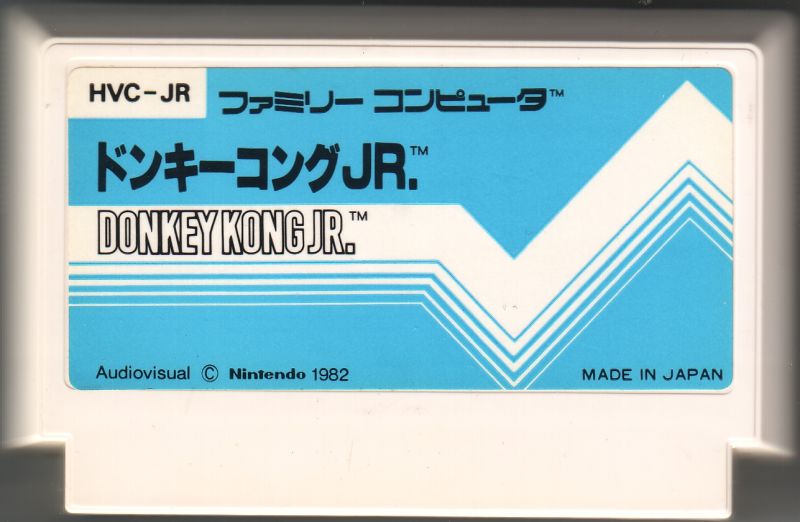 HVC-JR
ファミリー コンピュータ™
ドンキーコングJR.™
DONKEY KONG JR.™
Audiovisual © Nintendo 1982
MADE IN JAPAN